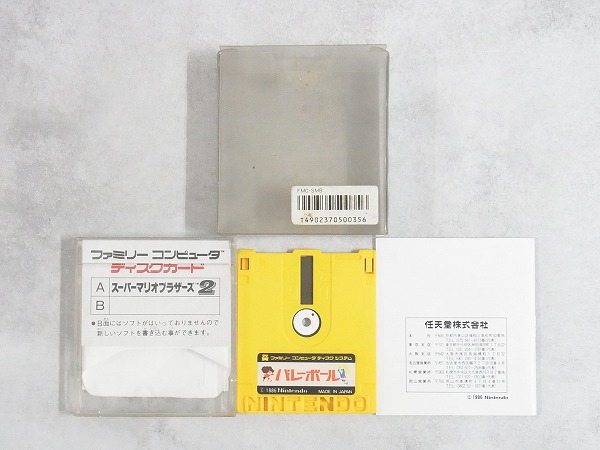 FMC-SMB
T4902370500356
ファミリー コンピュータ™
ディスクカード
A スーパーマリオブラザーズ™2
B
●B面にはソフトがはいっておりませんので
新しいソフトを書き込む事ができます。
ファミリーコンピュータ ディスク システム
バレーボール
© 1986 Nintendo MADE IN JAPAN
NINTENDO
任天堂株式会社
© 1986 Nintendo